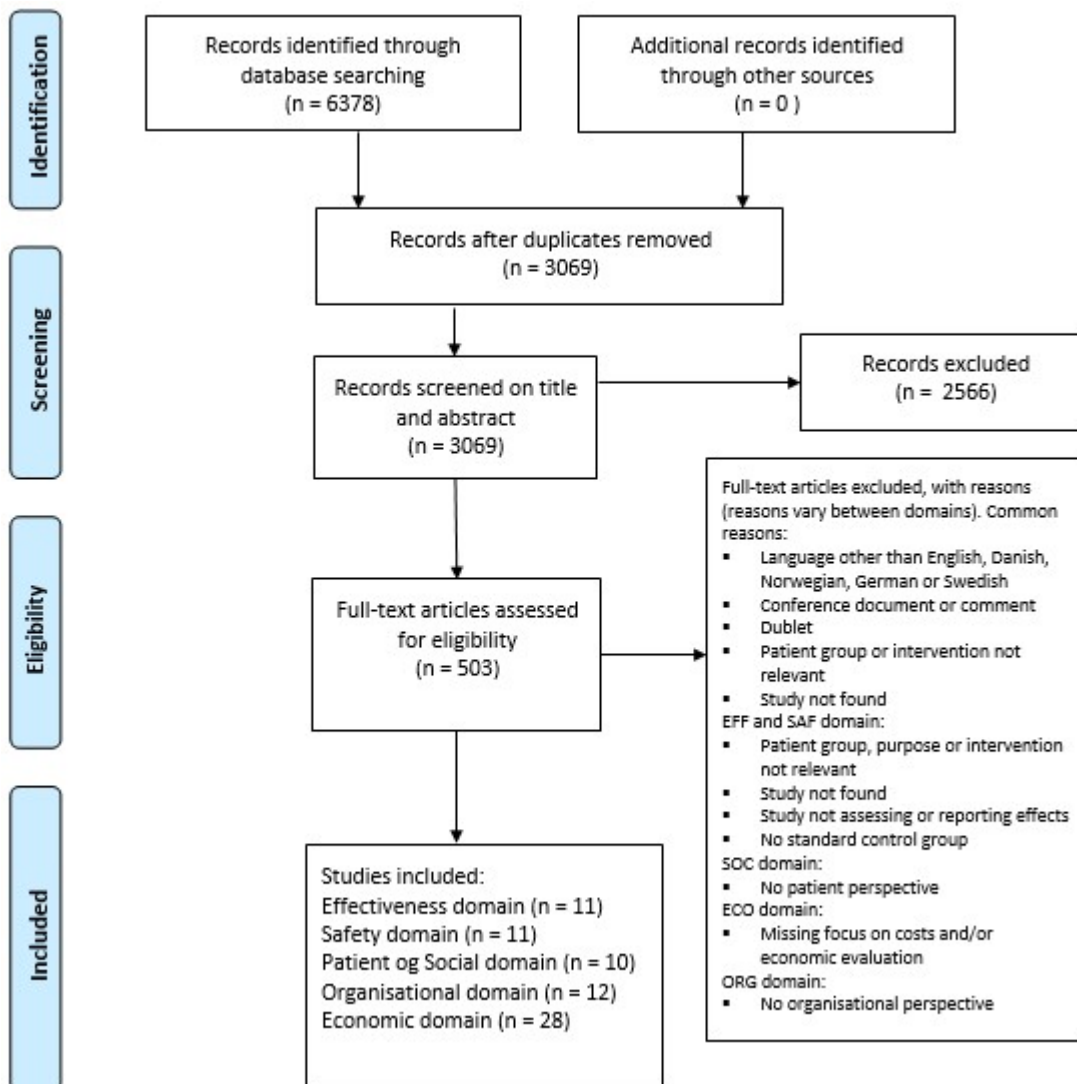 Identification
Records identified through
database searching
(n = 6378)
Additional records identified
through other sources
(n = 0 )
Records after duplicates removed
(n = 3069)
Screening
Records screened on title
and abstract
(n = 3069)
Records excluded
(n = 2566)
Eligibility
Full-text articles assessed
for eligibility
(n = 503)
Full-text articles excluded, with reasons
(reasons vary between domains). Common
reasons:
▪ Language other than English, Danish,
Norwegian, German or Swedish
▪ Conference document or comment
▪ Dublet
▪ Patient group or intervention not
relevant
▪ Study not found
EFF and SAF domain:
▪ Patient group, purpose or intervention
not relevant
▪ Study not found
▪ Study not assessing or reporting effects
▪ No standard control group
SOC domain:
▪ No patient perspective
ECO domain:
▪ Missing focus on costs and/or
economic evaluation
ORG domain:
▪ No organisational perspective
Included
Studies included:
Effectiveness domain (n = 11)
Safety domain (n = 11)
Patient og Social domain (n = 10)
Organisational domain (n = 12)
Economic domain (n = 28)